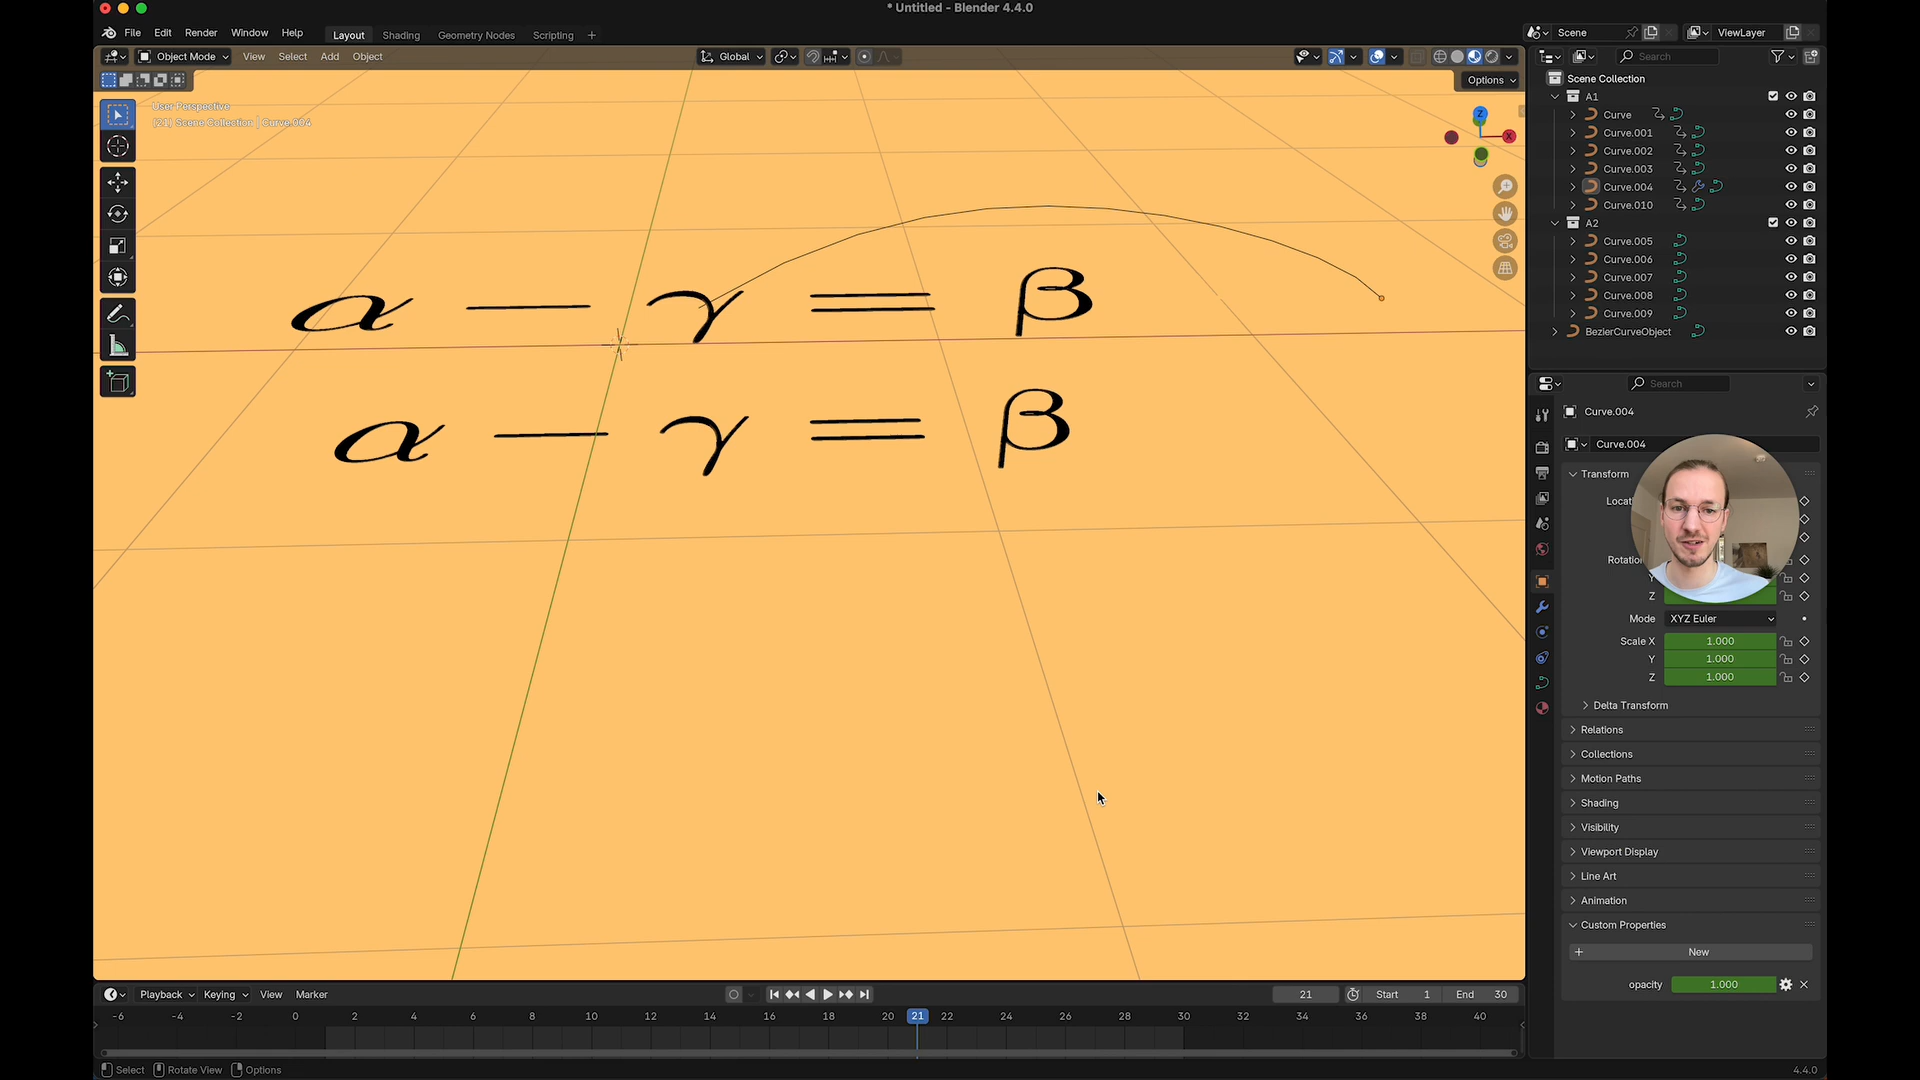 * Untitled - Blender 4.4.0
File Edit Render Window Help Layout Shading Geometry Nodes Scripting + Scene ViewLayer
Object Mode View Select Add Object Global Search
Options
Scene Collection
User Perspective
(21) Scene Collection | Curve.004
A1
Curve
Curve.001
Curve.002
Curve.003
Curve.004
Curve.010
A2
Curve.005
Curve.006
Curve.007
Curve.008
Curve.009
BezierCurveObject
Z
X
α − γ = β
α − γ = β
Search
Curve.004
Curve.004
Transform
Z
Mode XYZ Euler
Scale X 1.000
Y 1.000
Z 1.000
Delta Transform
Relations
Collections
Motion Paths
Shading
Visibility
Viewport Display
Line Art
Animation
Custom Properties
+ New
opacity 1.000
Playback Keying View Marker 21 Start 1 End 30
-6 -4 -2 0 2 4 6 8 10 12 14 16 18 20 21 22 24 26 28 30 32 34 36 38 40
Select Rotate View Options 4.4.0